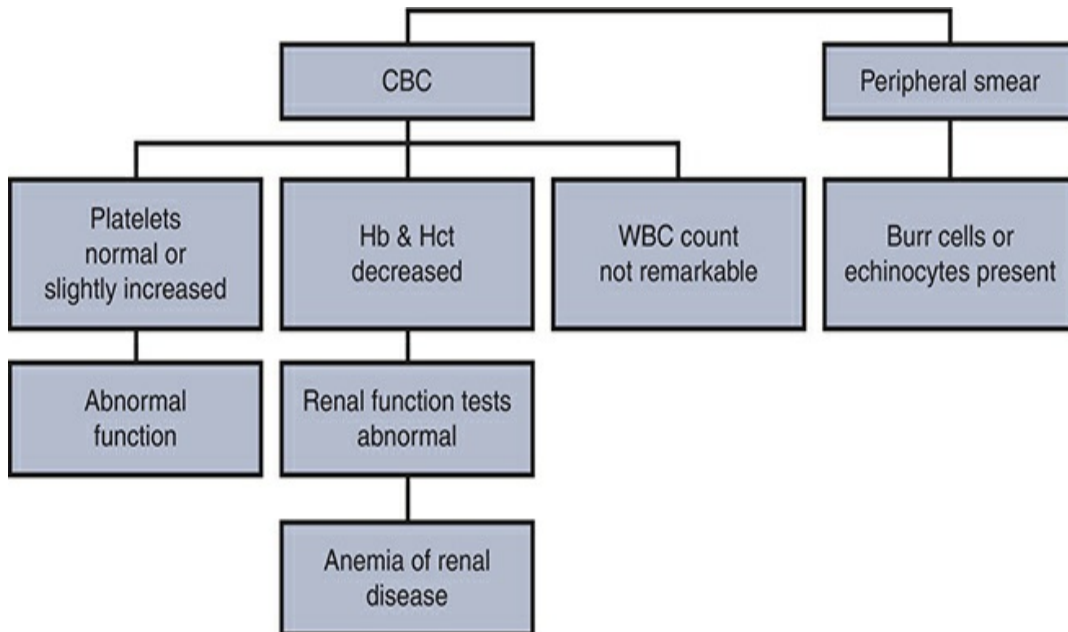 CBC
Peripheral smear
Platelets
normal or
slightly increased
Hb & Hct
decreased
WBC count
not remarkable
Burr cells or
echinocytes present
Abnormal
function
Renal function tests
abnormal
Anemia of renal
disease